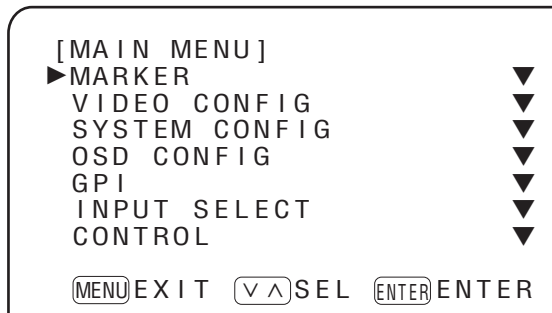 [MAIN MENU]
▶MARKER ▼
VIDEO CONFIG ▼
SYSTEM CONFIG ▼
OSD CONFIG ▼
GPI ▼
INPUT SELECT ▼
CONTROL ▼
MENU EXIT ∨∧ SEL ENTER ENTER